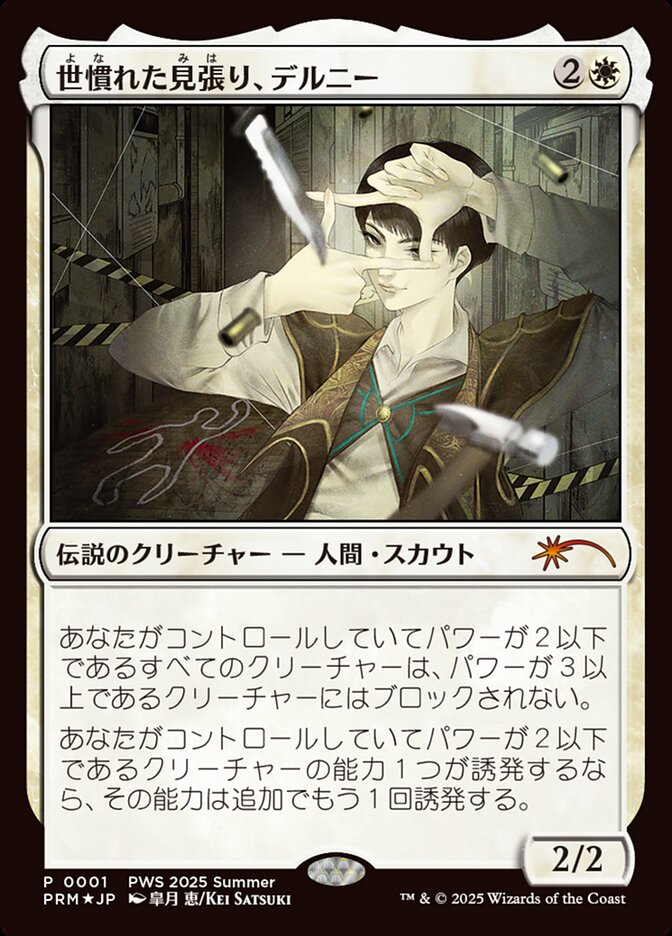 よ な み は
世慣れた見張り、デルニー 2
伝説のクリーチャー — 人間・スカウト
あなたがコントロールしていてパワーが２以下
であるすべてのクリーチャーは、パワーが３以
上であるクリーチャーにはブロックされない。
あなたがコントロールしていてパワーが２以下
であるクリーチャーの能力１つが誘発するな
ら、その能力は追加でもう１回誘発する。
2/2
P 0001 PWS 2025 Summer
PRM★JP 皐月 恵/Kei Satsuki
™ & © 2025 Wizards of the Coast